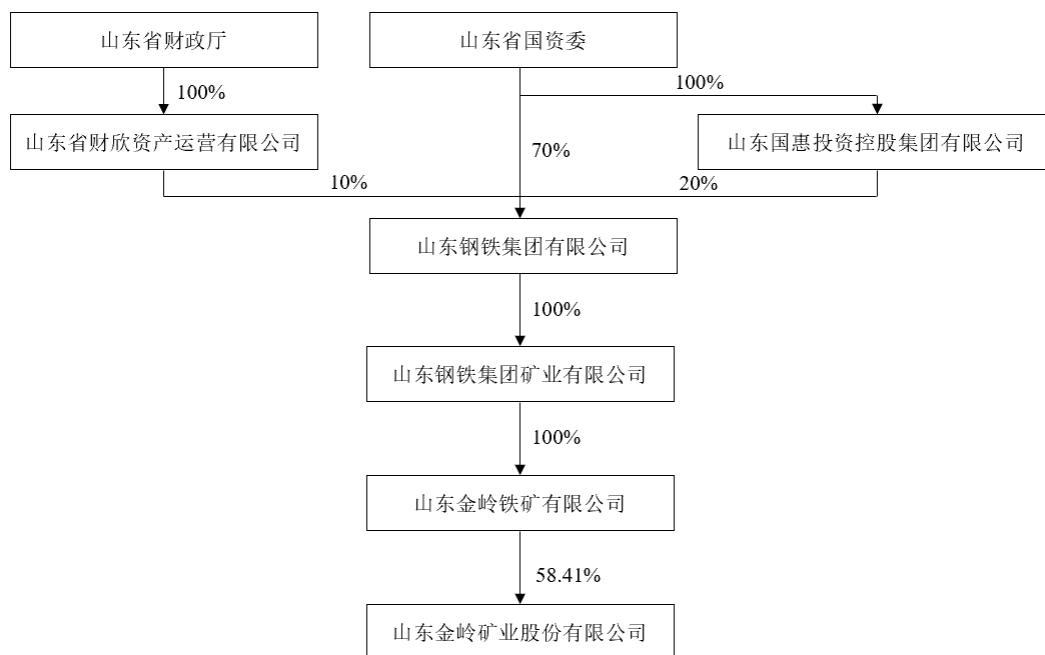 山东省财政厅
山东省国资委
100%
100%
山东省财欣资产运营有限公司
70%
山东国惠投资控股集团有限公司
10%
20%
山东钢铁集团有限公司
100%
山东钢铁集团矿业有限公司
100%
山东金岭铁矿有限公司
58.41%
山东金岭矿业股份有限公司